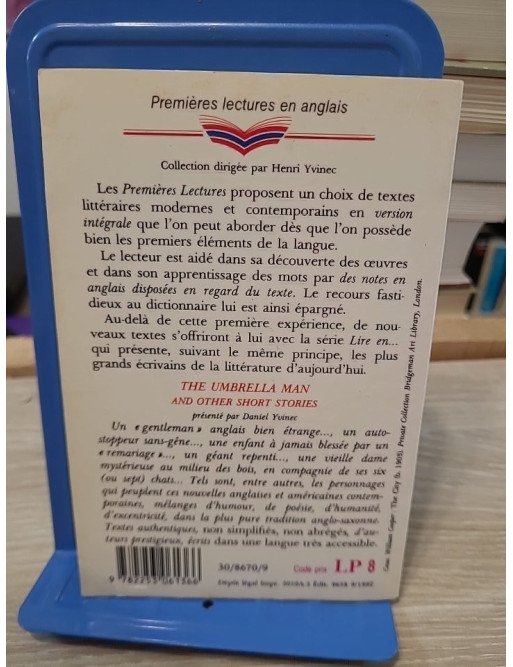 Premières lectures en anglais
Collection dirigée par Henri Yvinec
Les Premières Lectures proposent un choix de textes
littéraires modernes et contemporains en version
intégrale que l'on peut aborder dès que l'on possède
bien les premiers éléments de la langue.
Le lecteur est aidé dans sa découverte des œuvres
et dans son apprentissage des mots par des notes en
anglais disposées en regard du texte. Le recours fasti-
dieux au dictionnaire lui est ainsi épargné.
Au-delà de cette première expérience, de nou-
veaux textes s'offriront à lui avec la série Lire en...
qui présente, suivant le même principe, les plus
grands écrivains de la littérature d'aujourd'hui.
THE UMBRELLA MAN
AND OTHER SHORT STORIES
présenté par Daniel Yvinec
Un « gentleman » anglais bien étrange..., un auto-
stoppeur sans-gêne..., une enfant à jamais blessée par un
« remariage »..., un géant repenti..., une vieille dame
mystérieuse au milieu des bois, en compagnie de ses six
(ou sept) chats... Tels sont, entre autres, les personnages
qui peuplent ces nouvelles anglaises et américaines contem-
poraines, mélanges d'humour, de poésie, d'humanité,
d'excentricité, dans la plus pure tradition anglo-saxonne.
Textes authentiques, non simplifiés, non abrégés, d'au-
teurs prestigieux, écrits dans une langue très accessible.
30/8670/9
Code prix LP 8
Private Collection Bridgeman Art Library, London.